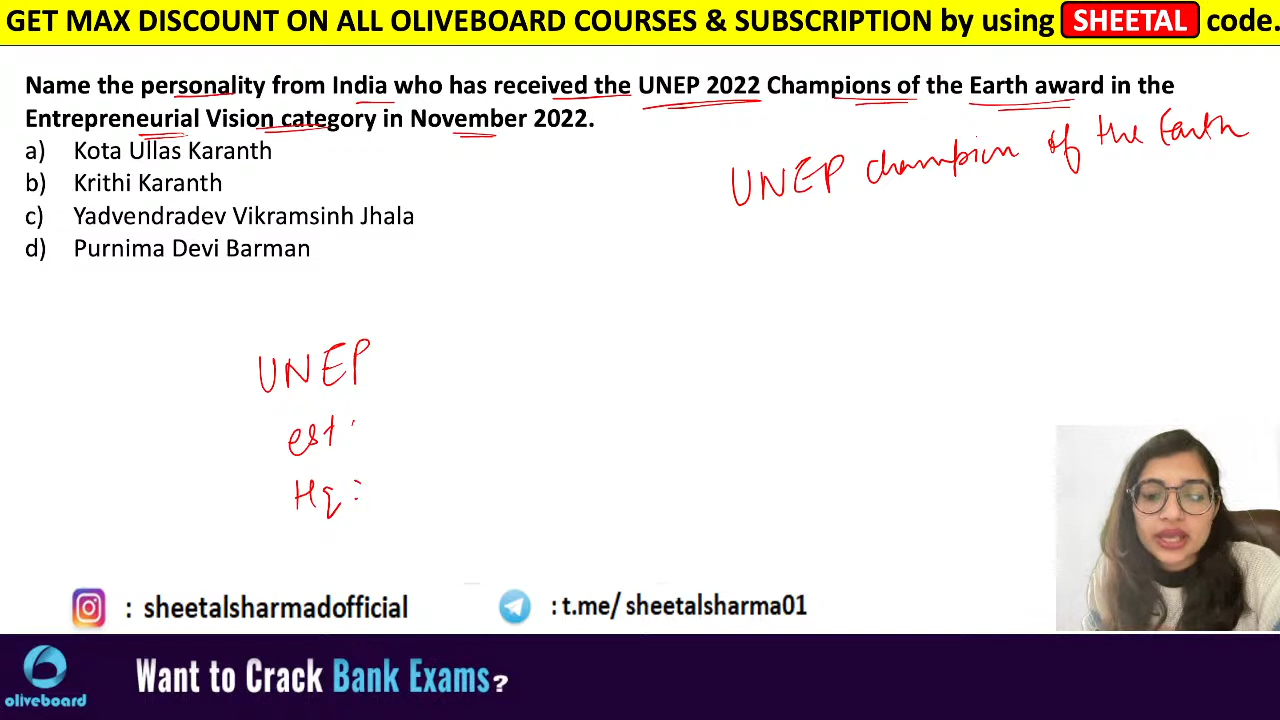 GET MAX DISCOUNT ON ALL OLIVEBOARD COURSES & SUBSCRIPTION by using SHEETAL code.
Name the personality from India who has received the UNEP 2022 Champions of the Earth award in the
Entrepreneurial Vision category in November 2022.
a) Kota Ullas Karanth
b) Krithi Karanth
c) Yadvendradev Vikramsinh Jhala
d) Purnima Devi Barman
UNEP champion of the Earth
UNEP
est:
Hq:
: sheetalsharmadofficial
: t.me/ sheetalsharma01
oliveboard
Want to Crack Bank Exams?